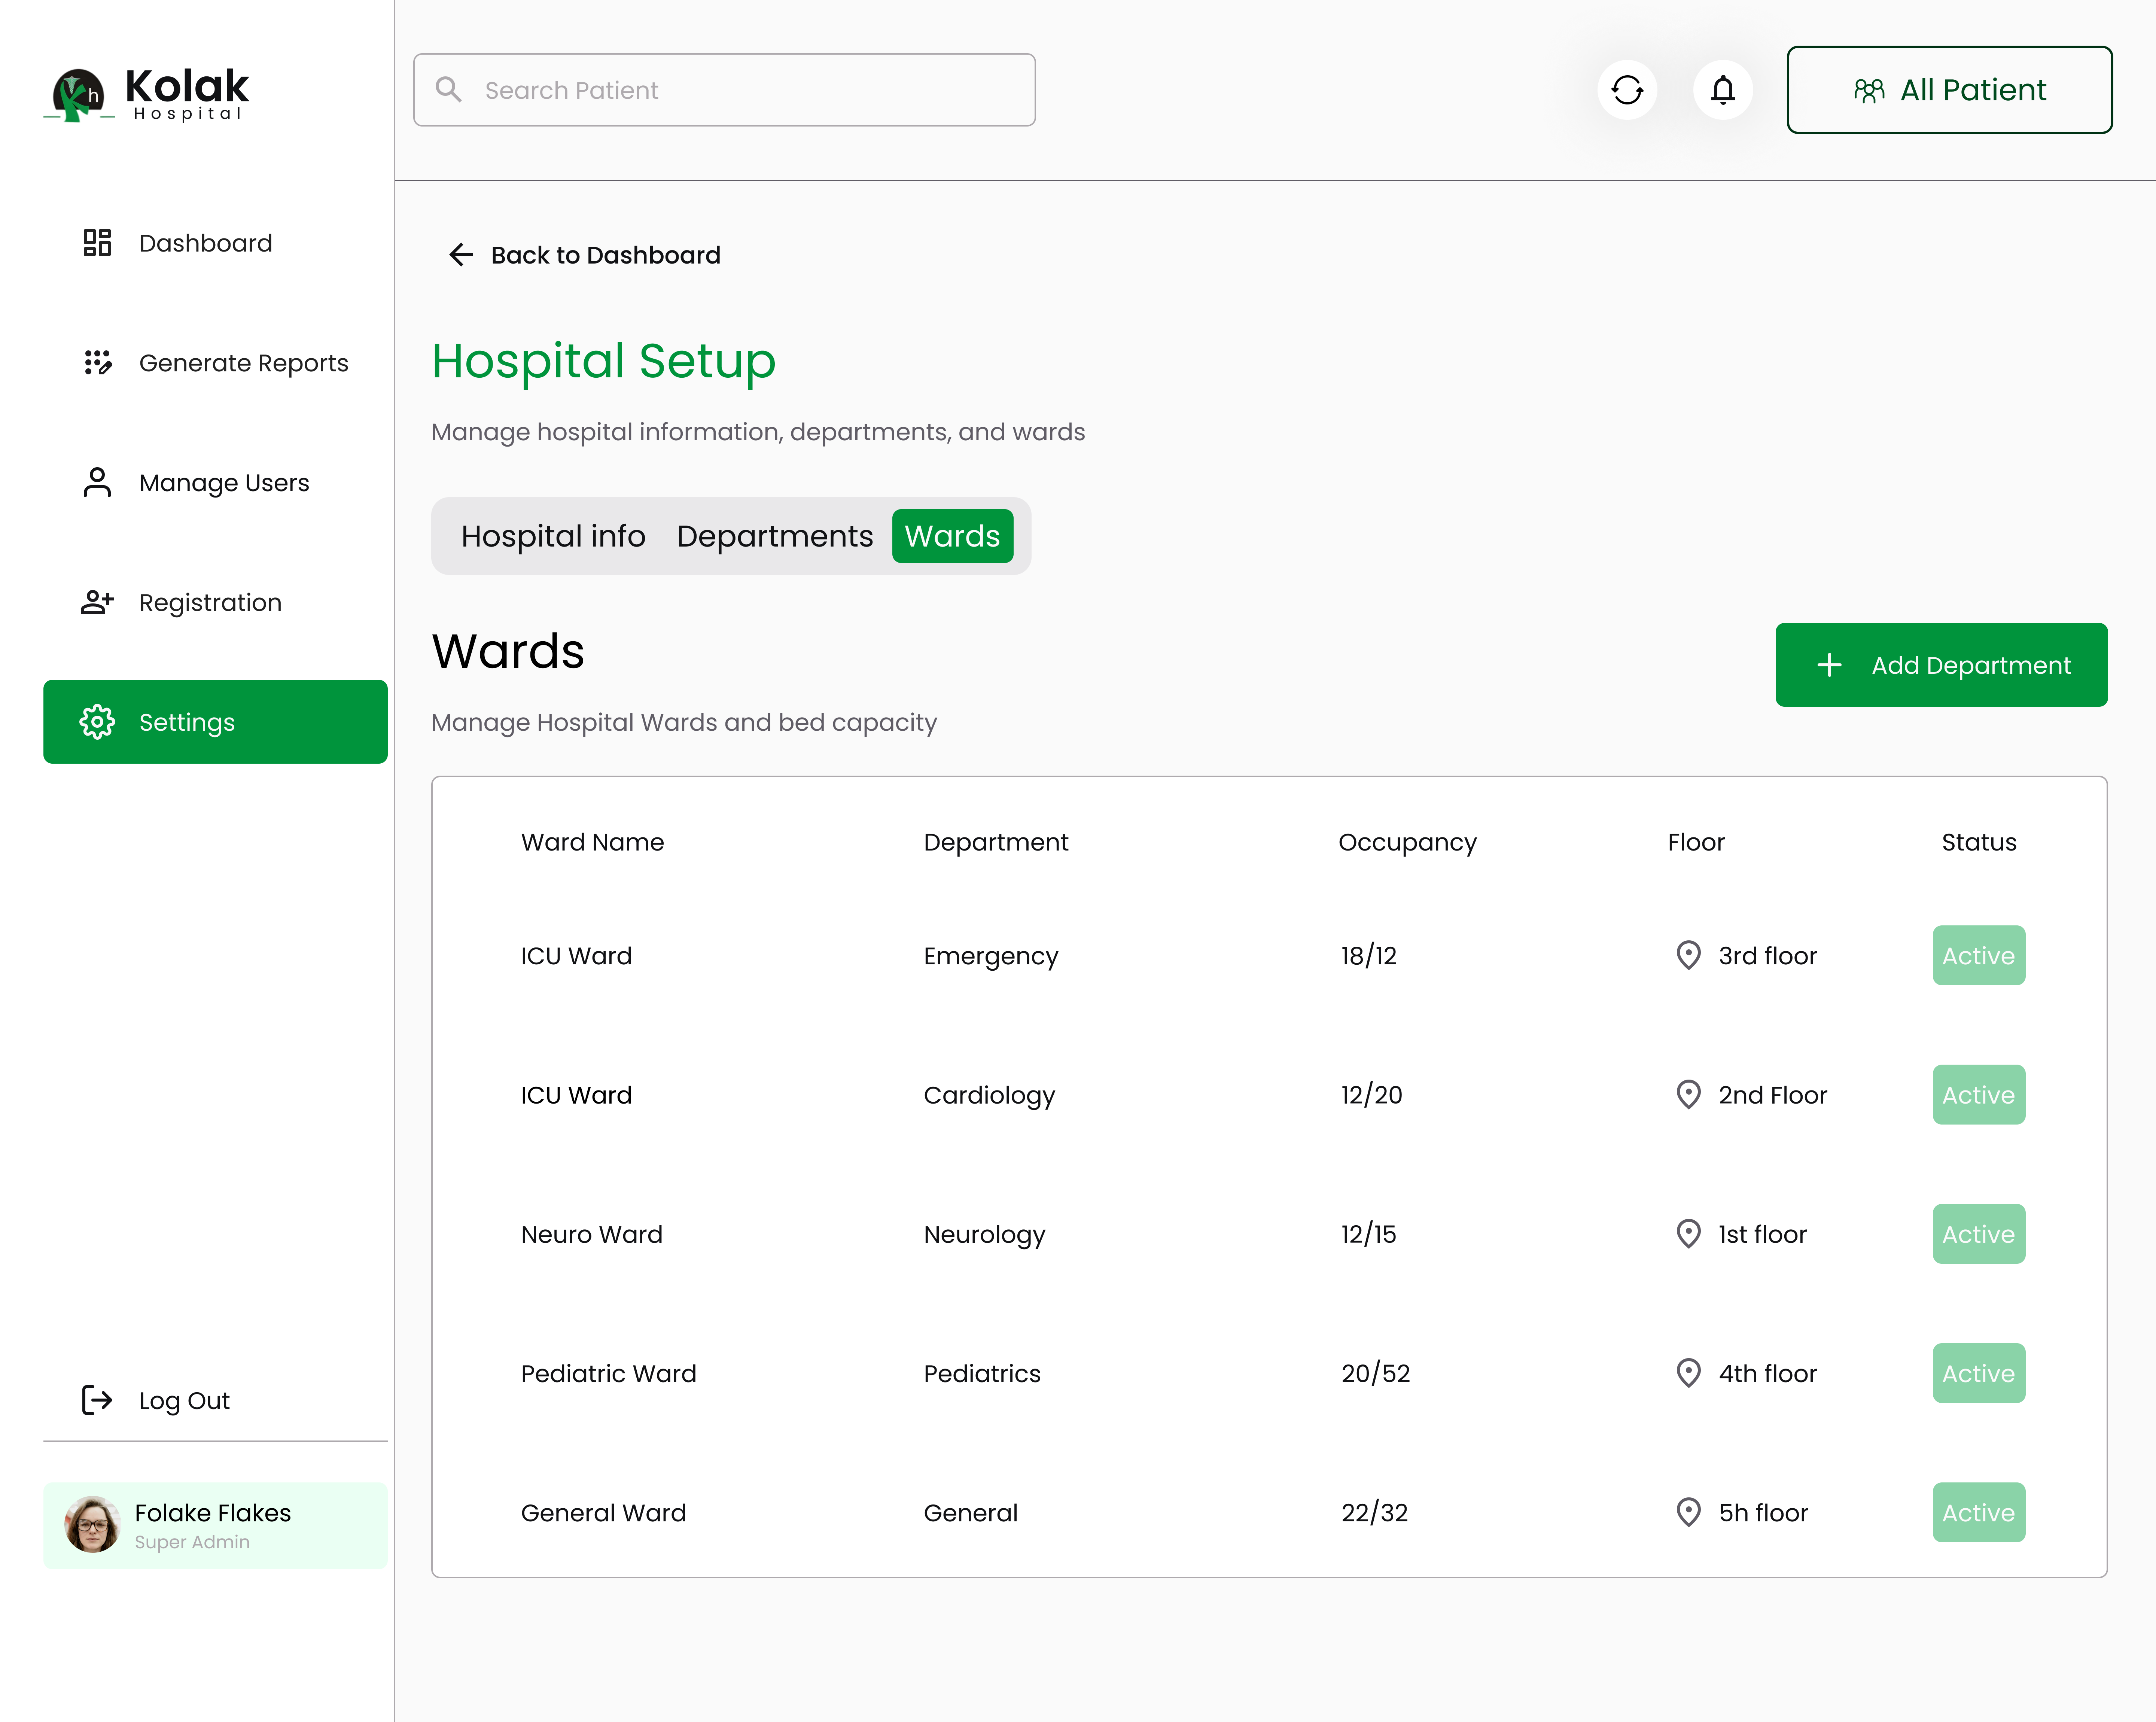 Kolak
Hospital
h
Search Patient
All Patient
Dashboard
Generate Reports
Manage Users
Registration
Settings
Log Out
Folake Flakes
Super Admin
Back to Dashboard
Hospital Setup
Manage hospital information, departments, and wards
Hospital info Departments Wards
Wards
Add Department
Manage Hospital Wards and bed capacity
Ward Name Department Occupancy Floor Status
ICU Ward Emergency 18/12 3rd floor Active
ICU Ward Cardiology 12/20 2nd Floor Active
Neuro Ward Neurology 12/15 1st floor Active
Pediatric Ward Pediatrics 20/52 4th floor Active
General Ward General 22/32 5h floor Active